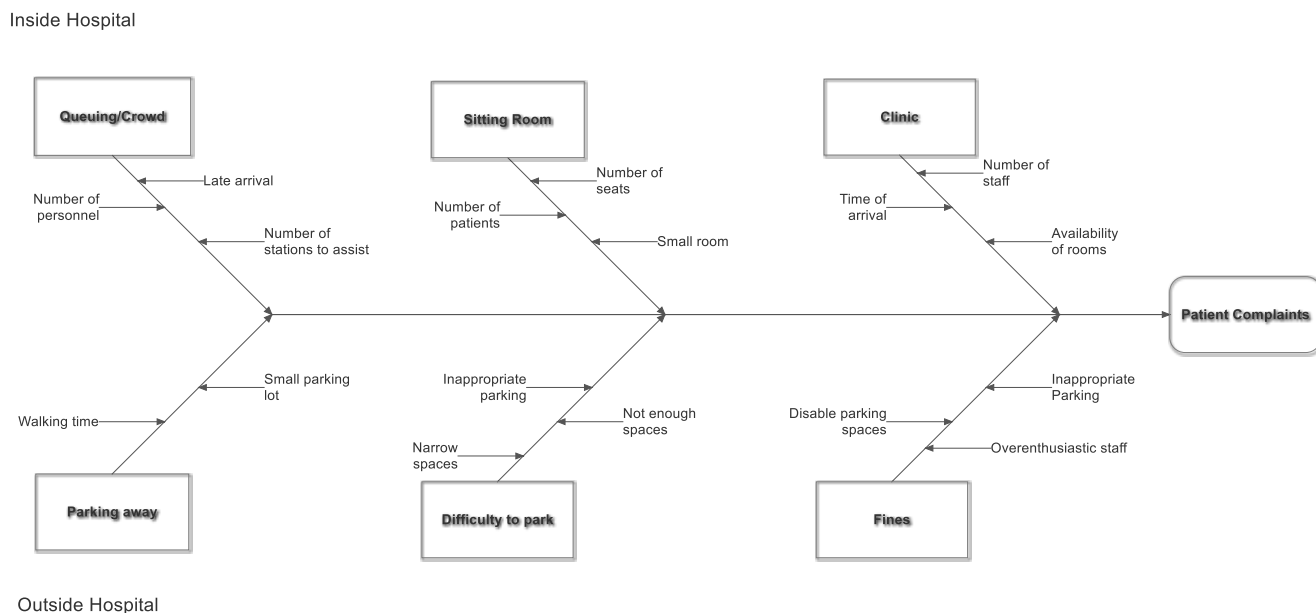 Inside Hospital
Queuing/Crowd
Sitting Room
Clinic
Late arrival
Number of
personnel
Number of
stations to assist
Number of
seats
Number of
patients
Small room
Number of
staff
Time of
arrival
Availability
of rooms
Patient Complaints
Small parking
lot
Walking time
Inappropriate
parking
Not enough
spaces
Narrow
spaces
Inappropriate
Parking
Disable parking
spaces
Overenthusiastic staff
Parking away
Difficulty to park
Fines
Outside Hospital